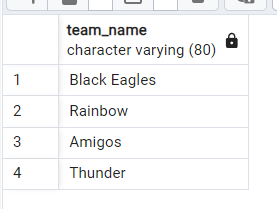 team_name
character varying (80)
1 Black Eagles
2 Rainbow
3 Amigos
4 Thunder